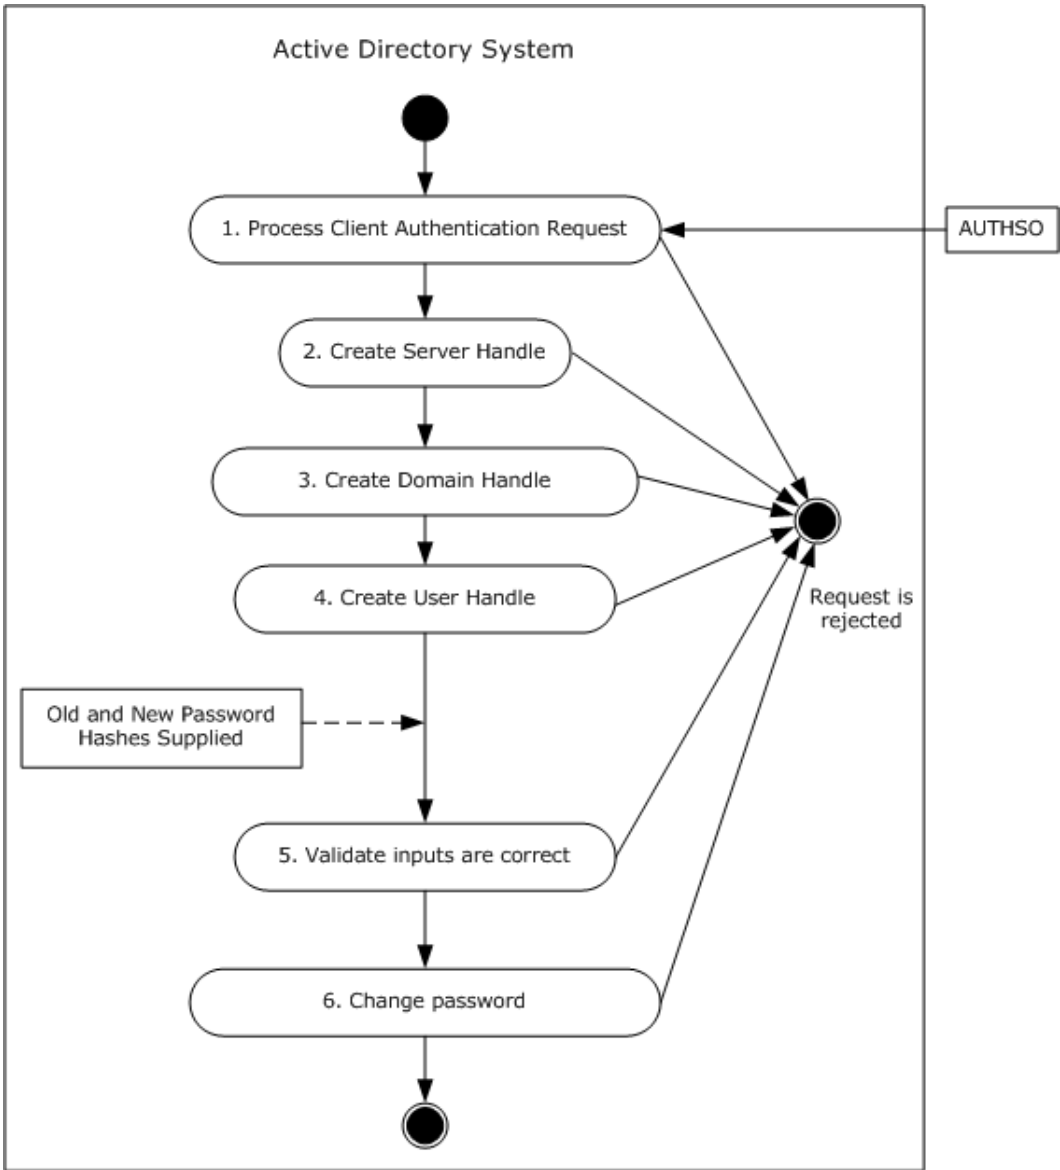 Active Directory System
1. Process Client Authentication Request
AUTHSO
2. Create Server Handle
3. Create Domain Handle
4. Create User Handle
Request is
rejected
Old and New Password
Hashes Supplied
5. Validate inputs are correct
6. Change password